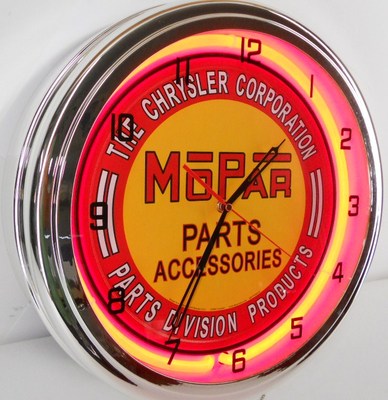 THE CHRYSLER CORPORATION
MOPAR
PARTS
ACCESSORIES
PARTS DIVISION PRODUCTS
12
1
2
3
4
5
6
7
8
9
10
11